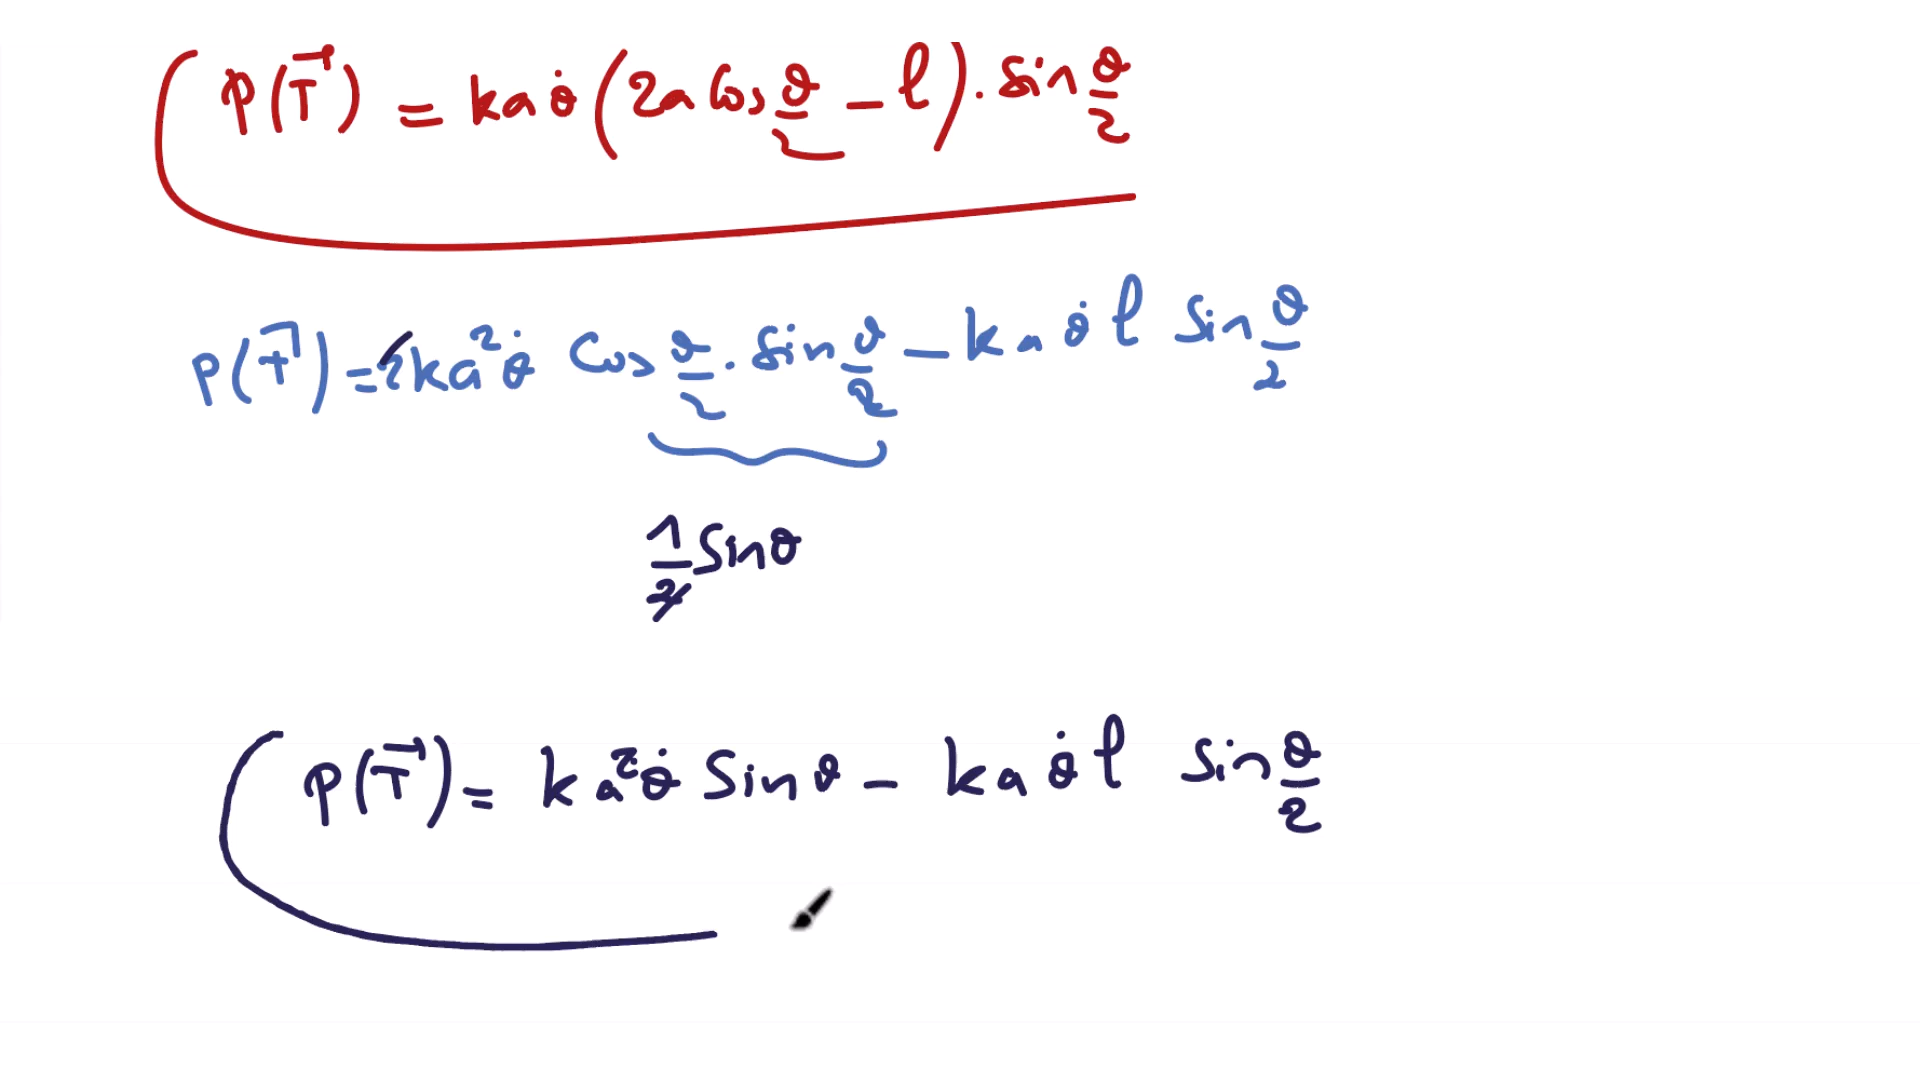 P(T⃗) = kaθ̇(2a Cos θ/2 − l). Sin θ/2
P(T⃗) = 2ka²θ̇ Cos θ/2 . Sin θ/2 − kaθ̇l Sin θ/2
1/2 Sinθ
P(T⃗) = ka²θ̇ Sinθ − kaθ̇l Sin θ/2